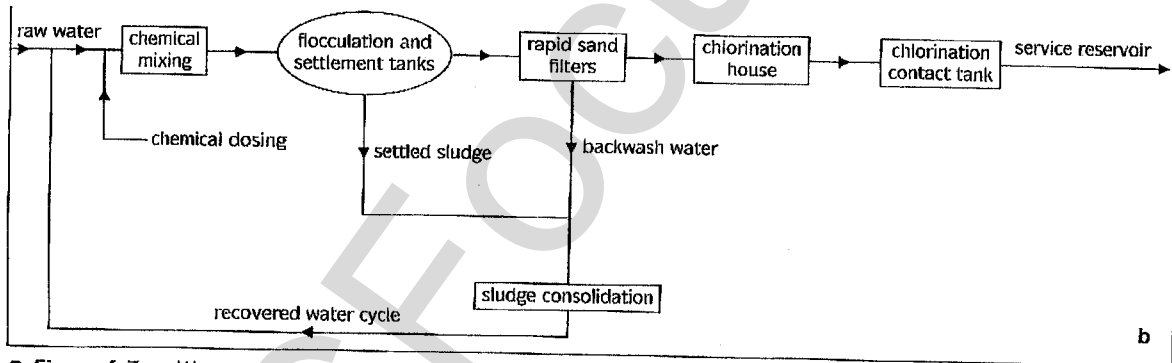 raw water
chemical
mixing
flocculation and
settlement tanks
rapid sand
filters
chlorination
house
chlorination
contact tank
service reservoir
chemical dosing
settled sludge
backwash water
sludge consolidation
recovered water cycle
b